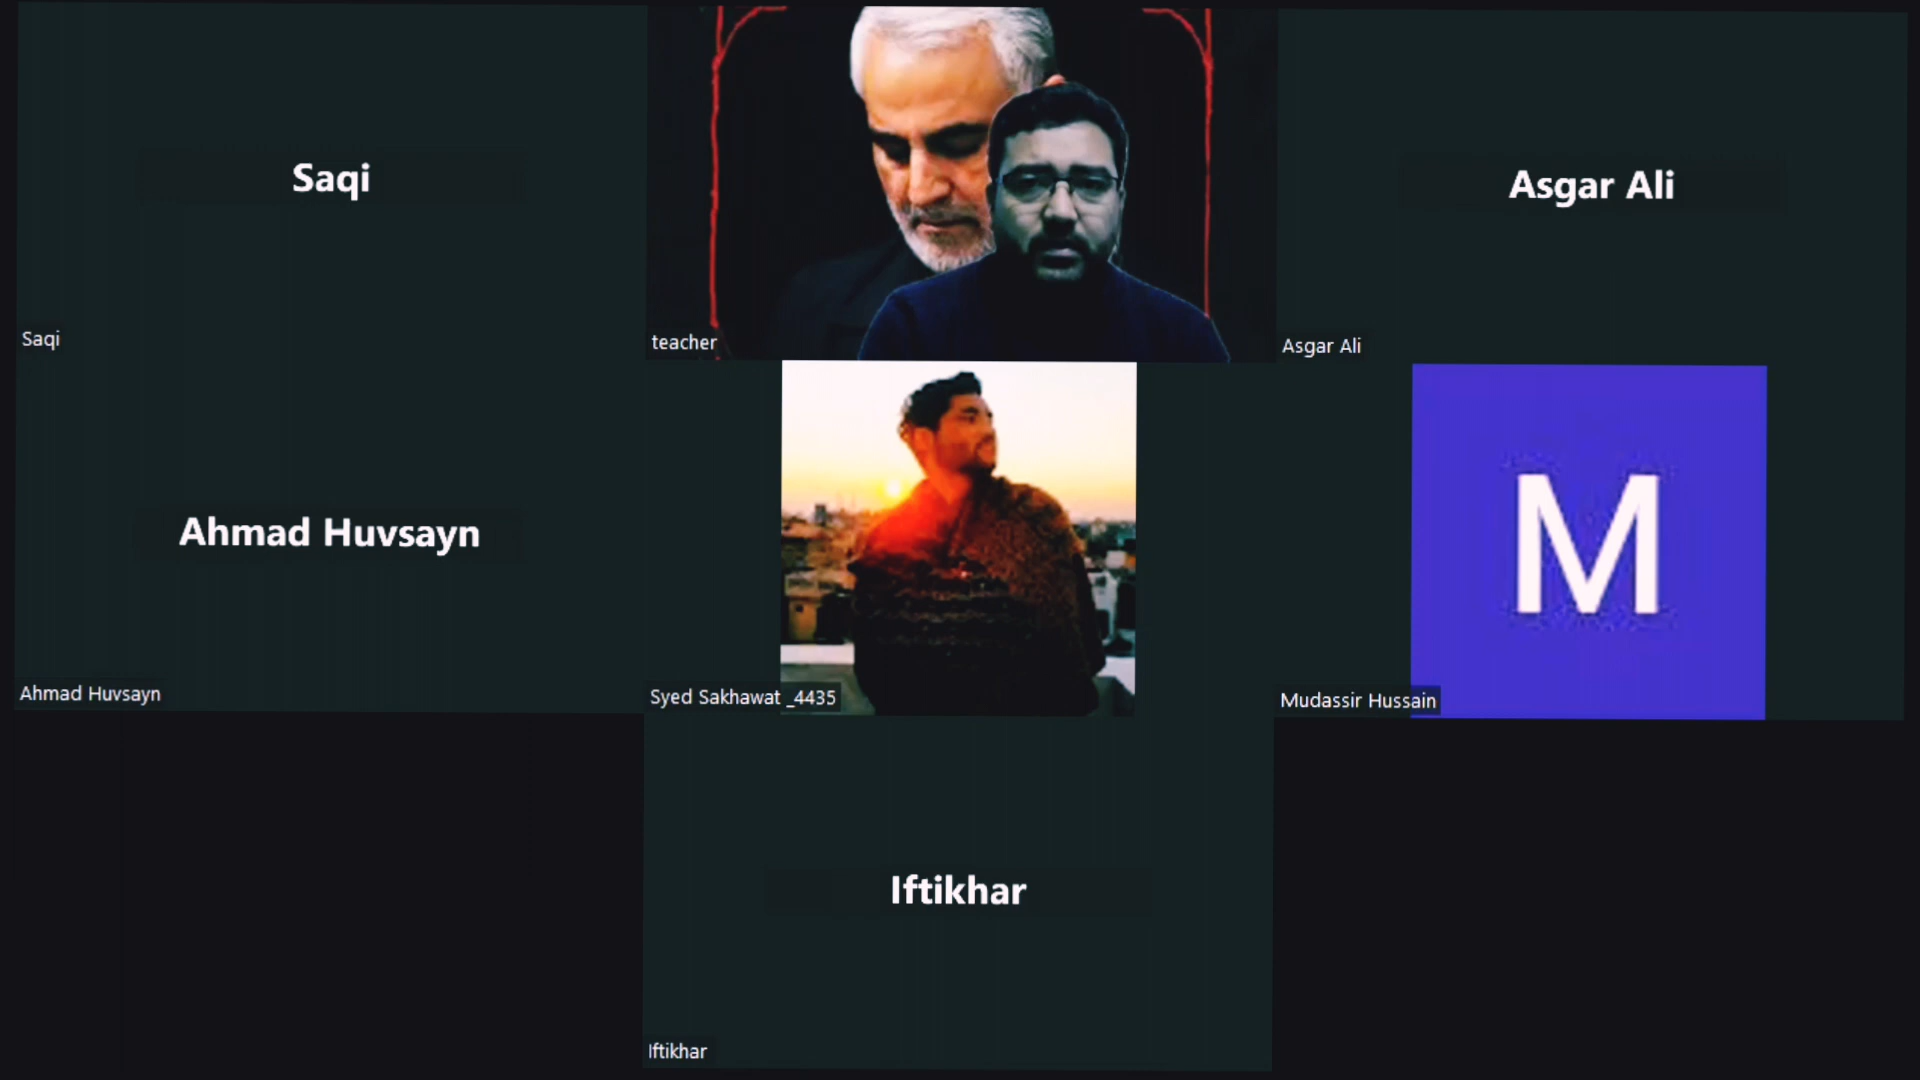 Saqi
Saqi
teacher
Asgar Ali
Asgar Ali
Ahmad Huvsayn
Ahmad Huvsayn
Syed Sakhawat _4435
M
Mudassir Hussain
Iftikhar
Iftikhar